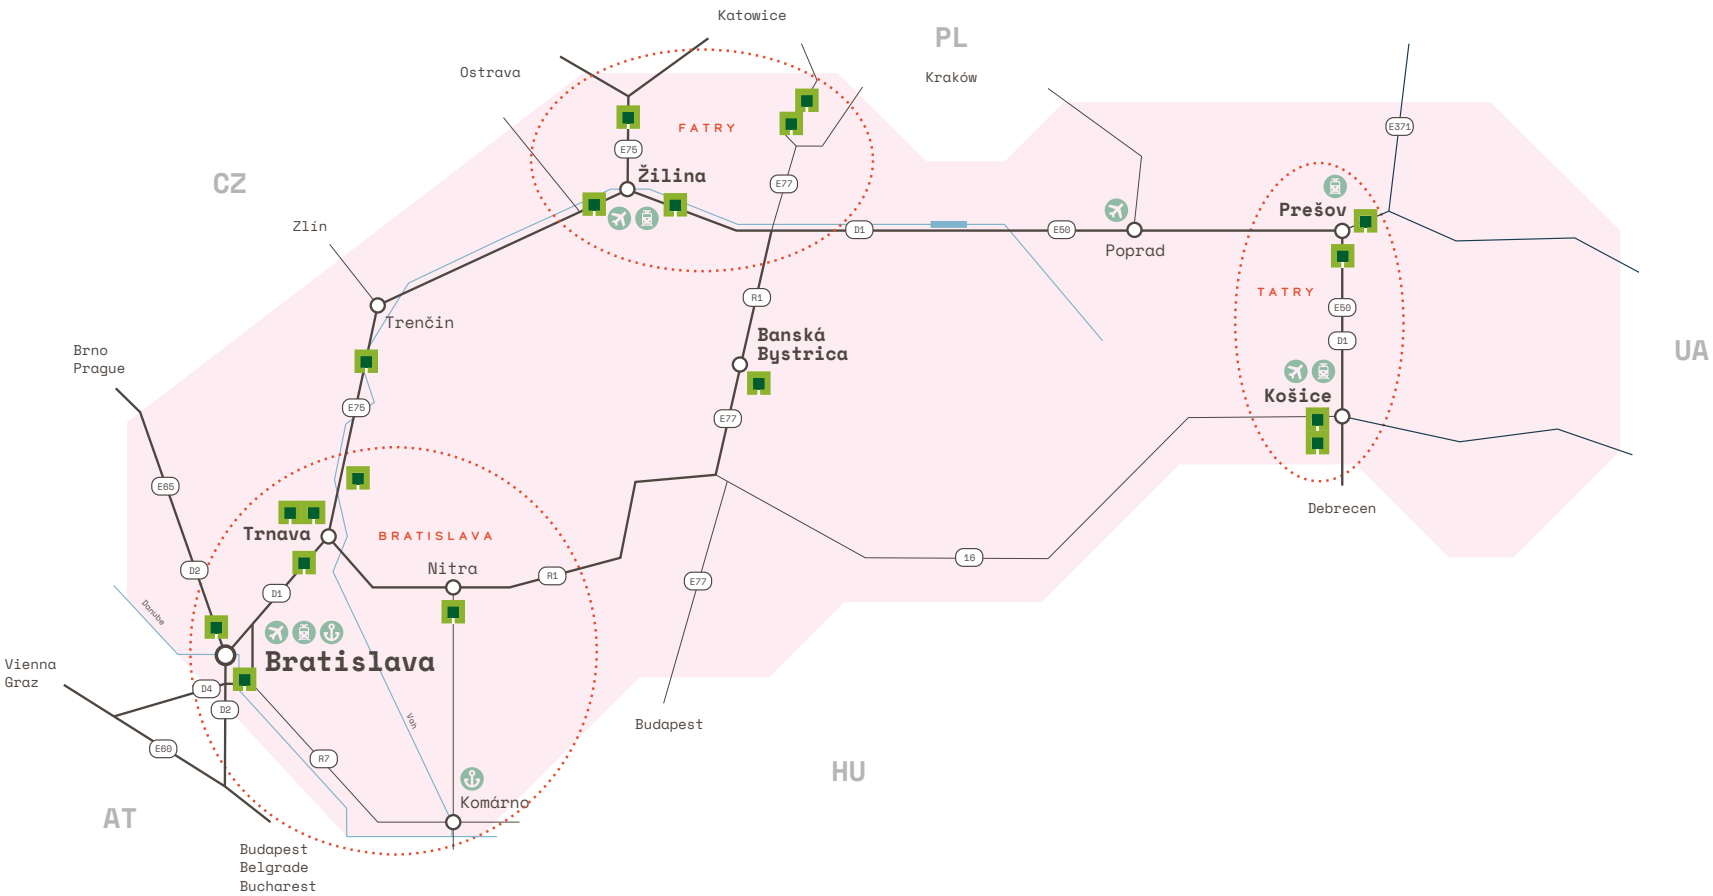 Katowice
PL
Ostrava
Kraków
FATRY
E371
E75
Žilina
CZ
E77
Prešov
Zlín
D1
E50
Poprad
TATRY
R1
E50
Trenčín
Banská
Bystrica
D1
Brno
Prague
UA
Košice
E75
E77
E65
Debrecen
Trnava
BRATISLAVA
D2
Nitra
R1
16
E77
D1
Danube
Bratislava
Vienna
Graz
D4
D2
Váh
Budapest
E60
R7
HU
Komárno
AT
Budapest
Belgrade
Bucharest